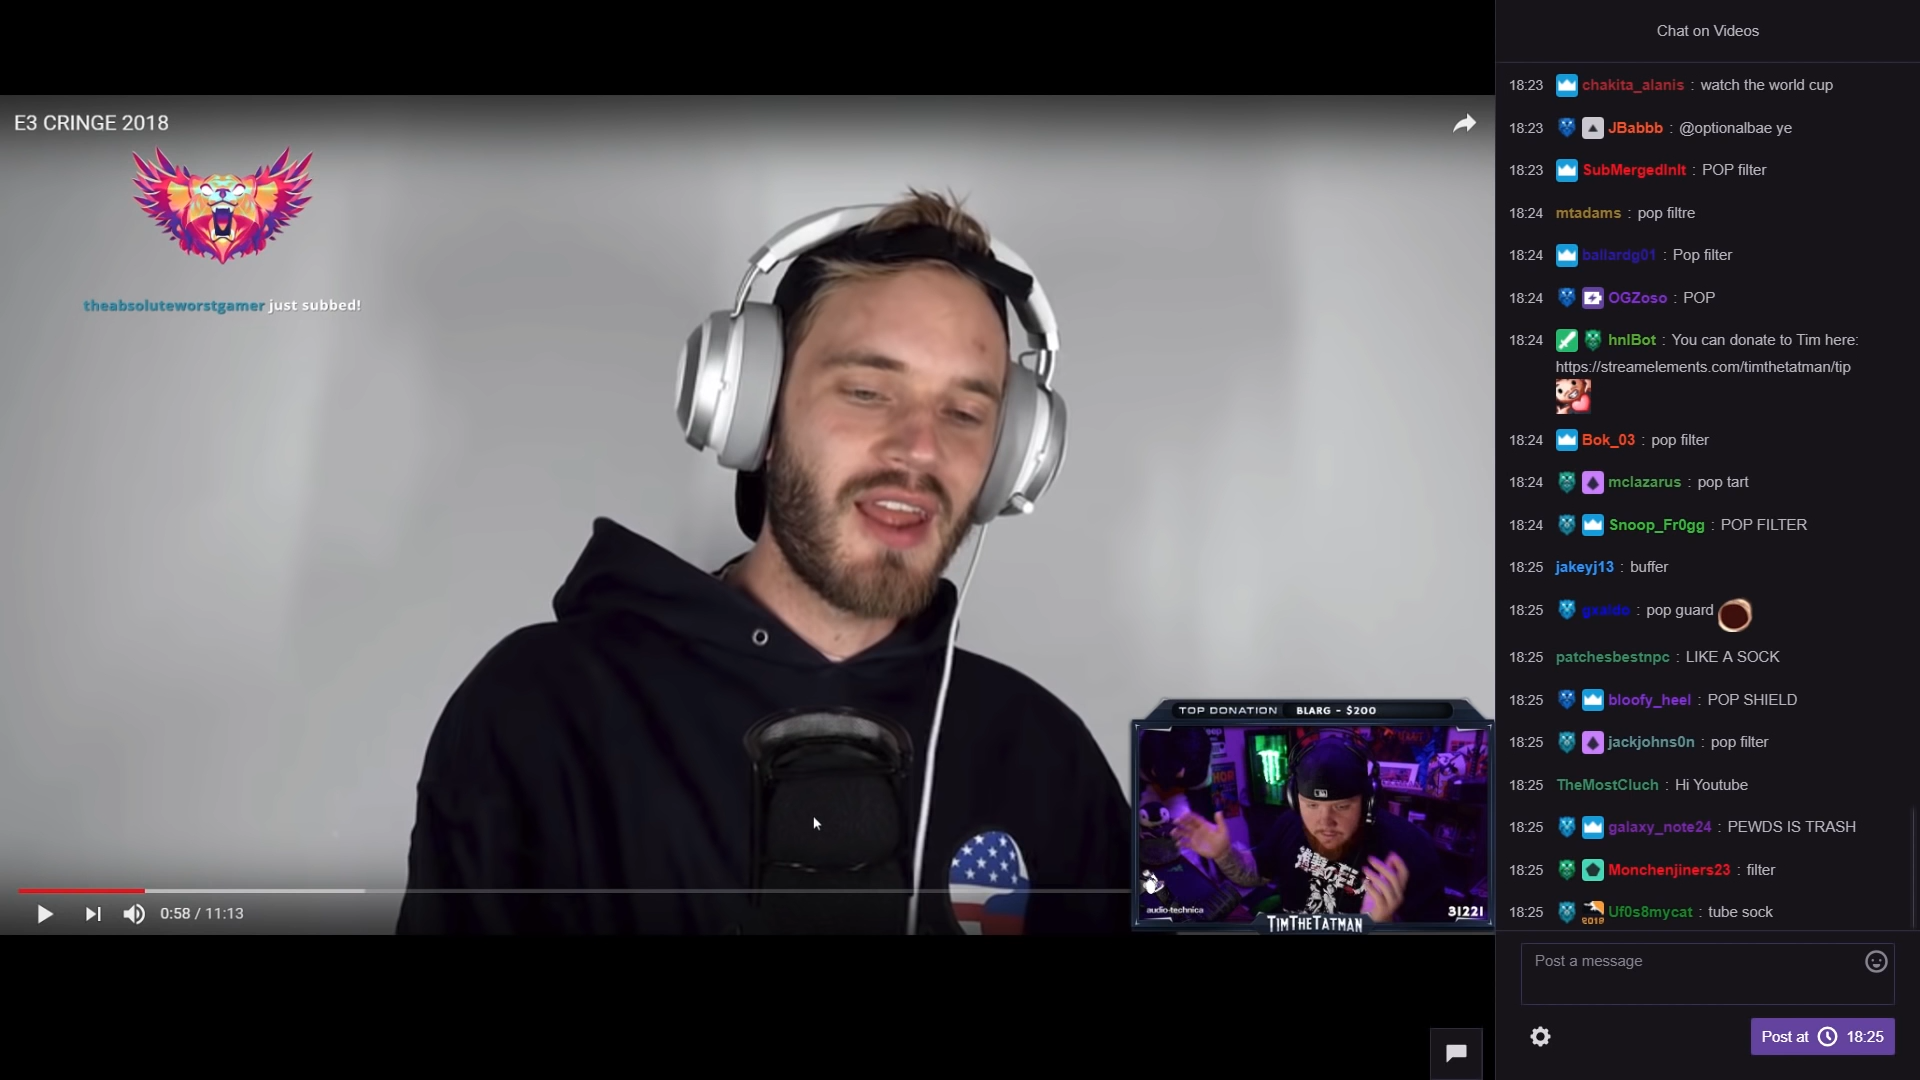 E3 CRINGE 2018
theabsoluteworstgamer just subbed!
TOP DONATION BLARG - $200
audio-technica
31221
TIMTHETATMAN
0:58 / 11:13
Chat on Videos
18:23 chakita_alanis : watch the world cup
18:23 JBabbb : @optionalbae ye
18:23 SubMergedInIt : POP filter
18:24 mtadams : pop filtre
18:24 ballardg01 : Pop filter
18:24 OGZoso : POP
18:24 hnlBot : You can donate to Tim here:
https://streamelements.com/timthetatman/tip
18:24 Bok_03 : pop filter
18:24 mclazarus : pop tart
18:24 Snoop_Fr0gg : POP FILTER
18:25 jakeyj13 : buffer
18:25 : pop guard
18:25 patchesbestnpc : LIKE A SOCK
18:25 bloofy_heel : POP SHIELD
18:25 jackjohns0n : pop filter
18:25 TheMostCluch : Hi Youtube
18:25 galaxy_note24 : PEWDS IS TRASH
18:25 Monchenjiners23 : filter
18:25 Uf0s8mycat : tube sock
Post a message
Post at 18:25